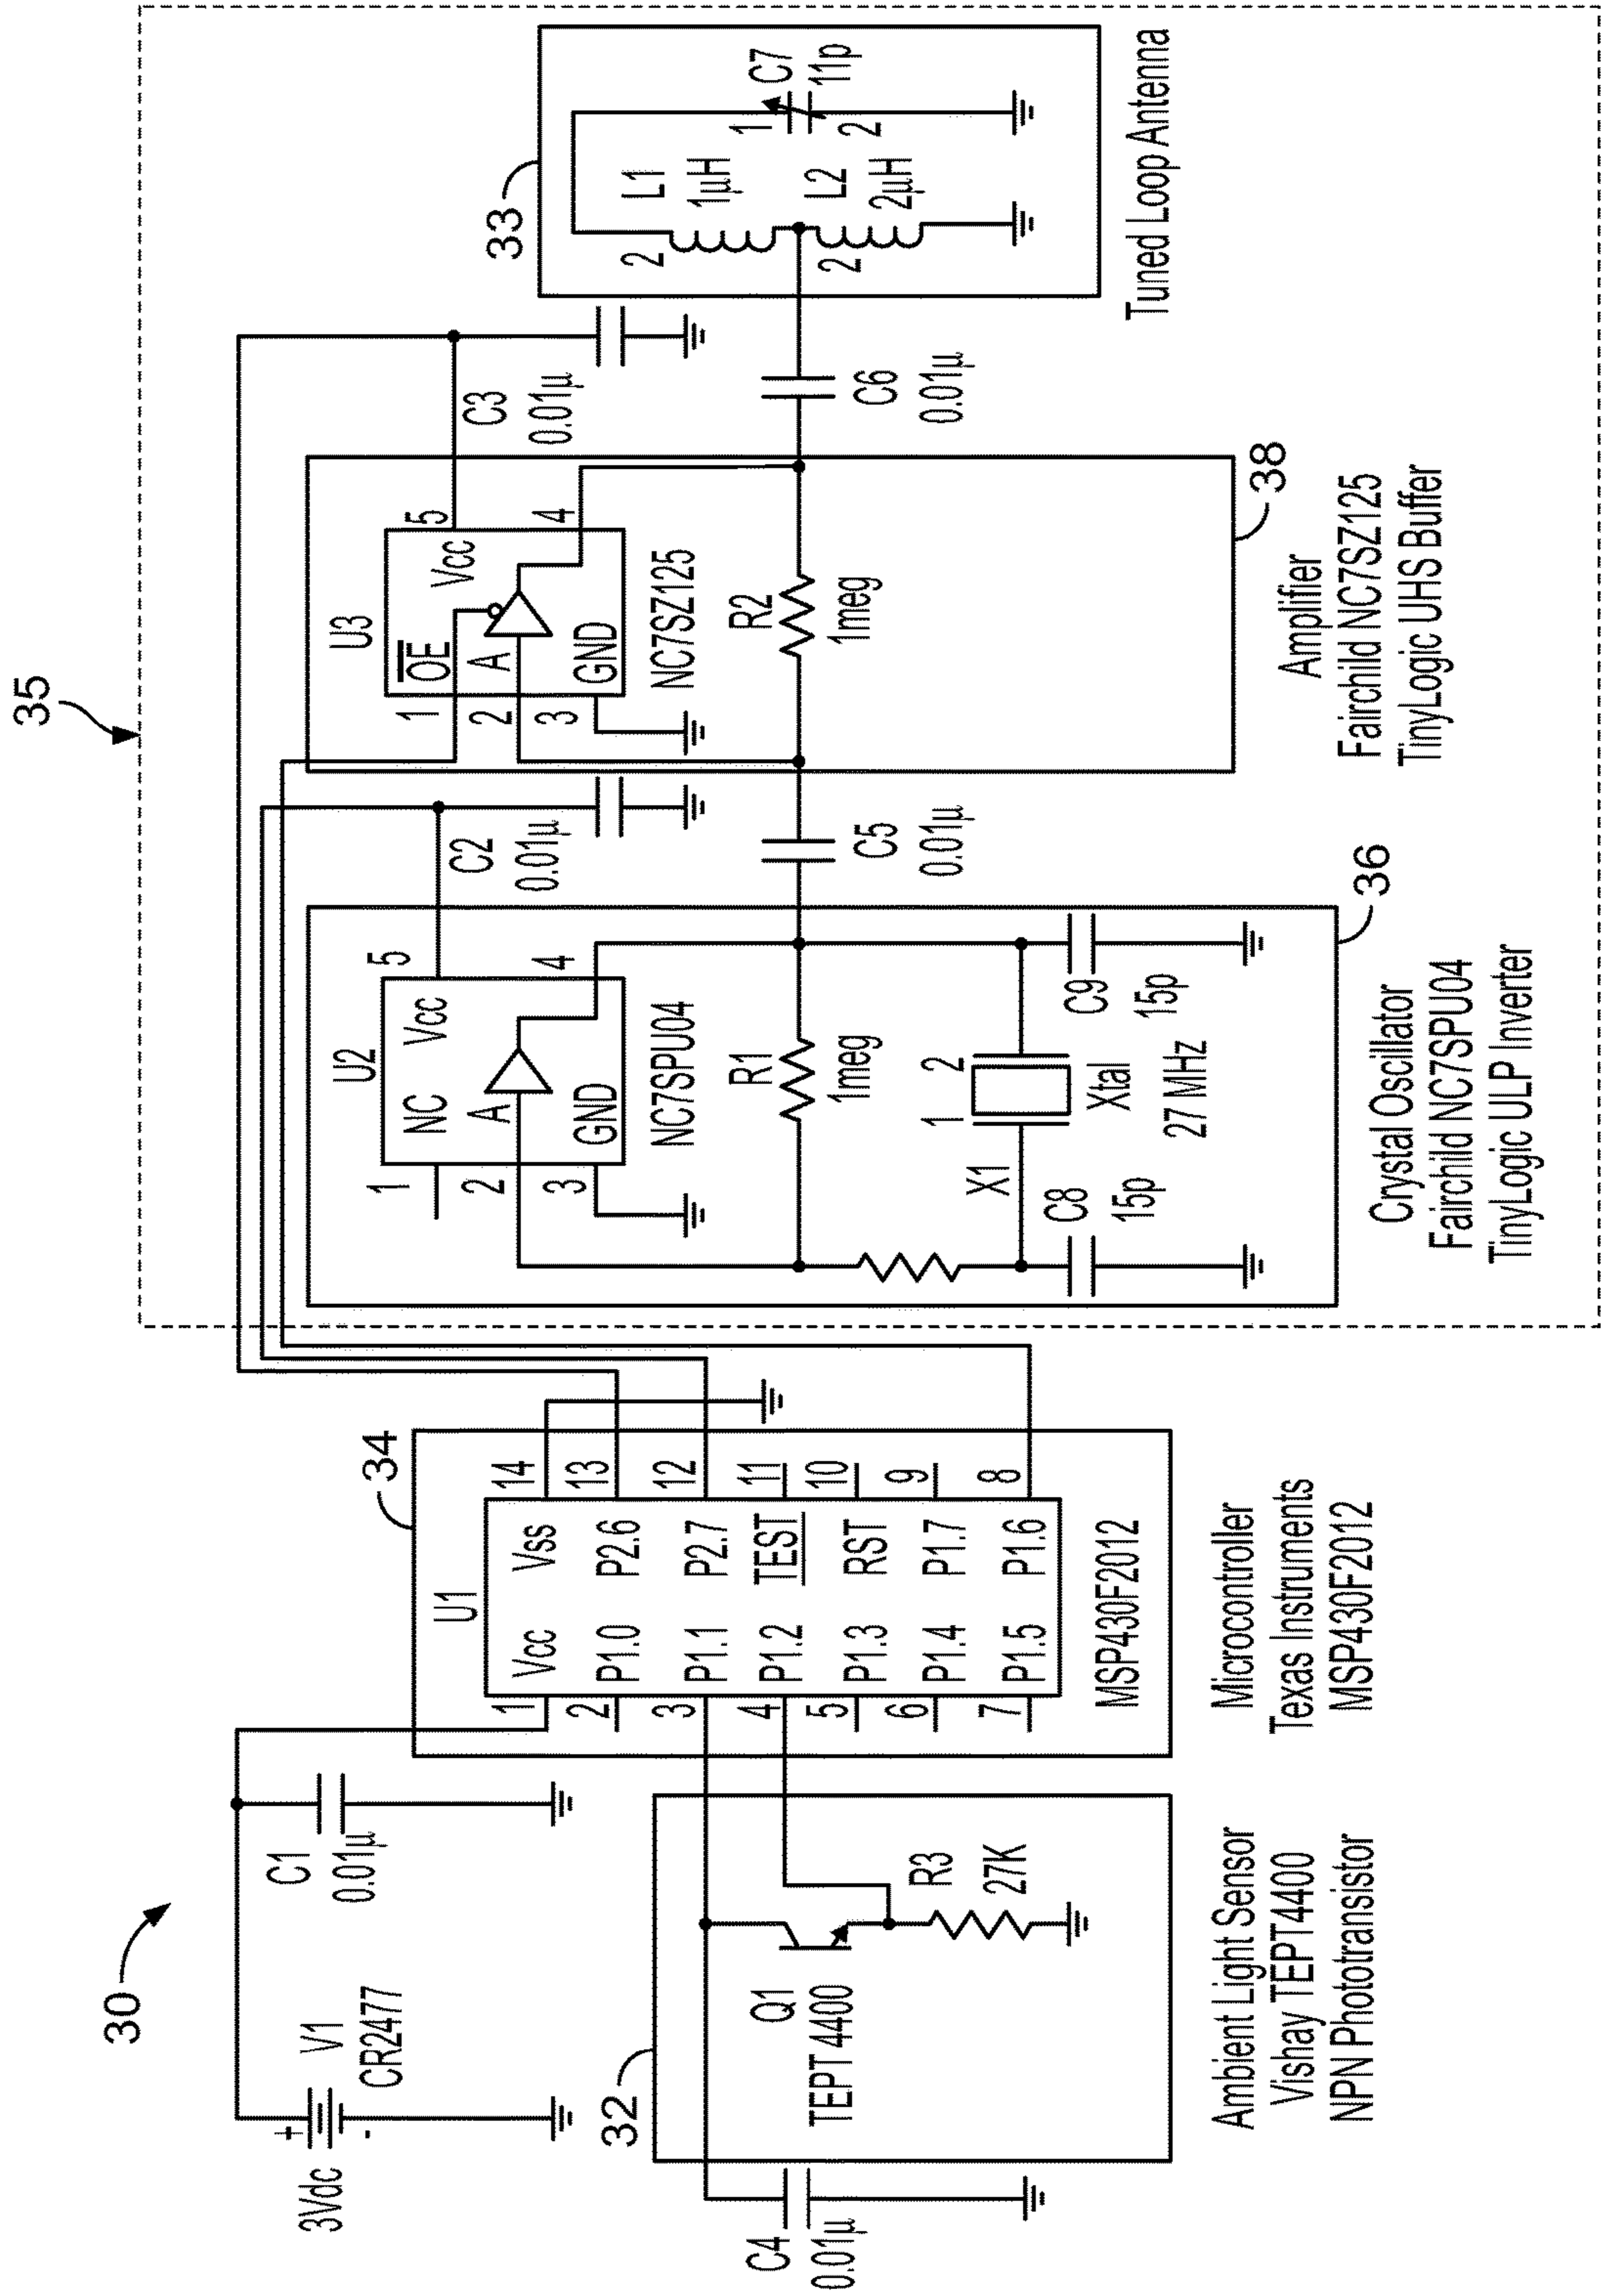 30
35
3Vdc
+
-
V1
CR2477
C1
0.01µ
34
U1
1
Vcc
Vss
14
2
P1.0
P2.6
13
3
P1.1
P2.7
12
4
P1.2
TEST
11
5
P1.3
RST
10
6
P1.4
P1.7
9
7
P1.5
P1.6
8
MSP430F2012
Microcontroller
Texas Instruments
MSP430F2012
C4
0.01µ
32
Q1
TEPT4400
R3
27K
Ambient Light Sensor
Vishay TEPT4400
NPN Phototransistor
U2
1
NC
Vcc
5
2
A
4
3
GND
NC7SPU04
C2
0.01µ
R1
1meg
X1
1
2
Xtal
27 MHz
C8
15p
C9
15p
36
Crystal Oscillator
Fairchild NC7SPU04
TinyLogic ULP Inverter
C5
0.01µ
U3
1
OE
Vcc
5
2
A
4
3
GND
NC7SZ125
C3
0.01µ
R2
1meg
C6
0.01µ
38
Amplifier
Fairchild NC7SZ125
TinyLogic UHS Buffer
33
2
L1
1µH
2
L2
2µH
1
C7
11p
2
Tuned Loop Antenna